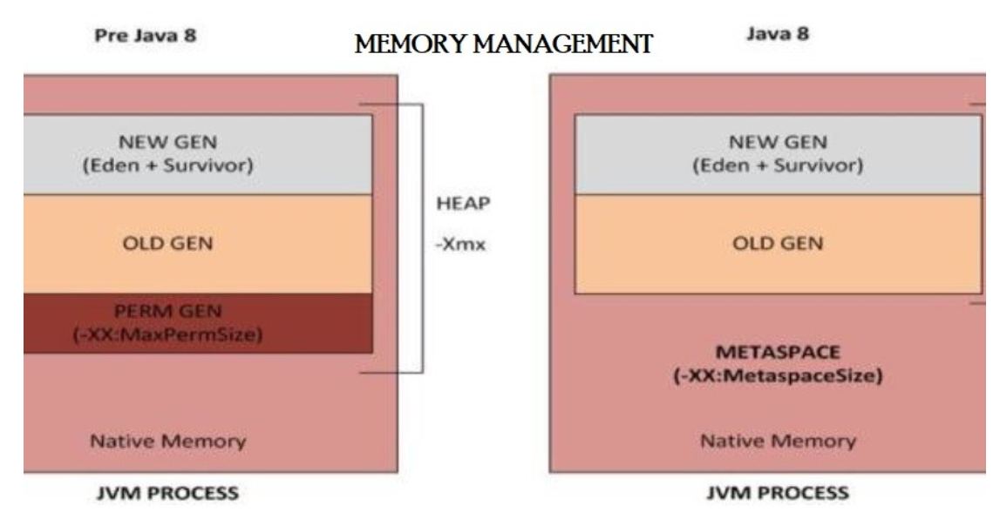 Pre Java 8
MEMORY MANAGEMENT
Java 8
NEW GEN
(Eden + Survivor)
OLD GEN
PERM GEN
(-XX:MaxPermSize)
Native Memory
JVM PROCESS
HEAP
-Xmx
NEW GEN
(Eden + Survivor)
OLD GEN
METASPACE
(-XX:MetaspaceSize)
Native Memory
JVM PROCESS